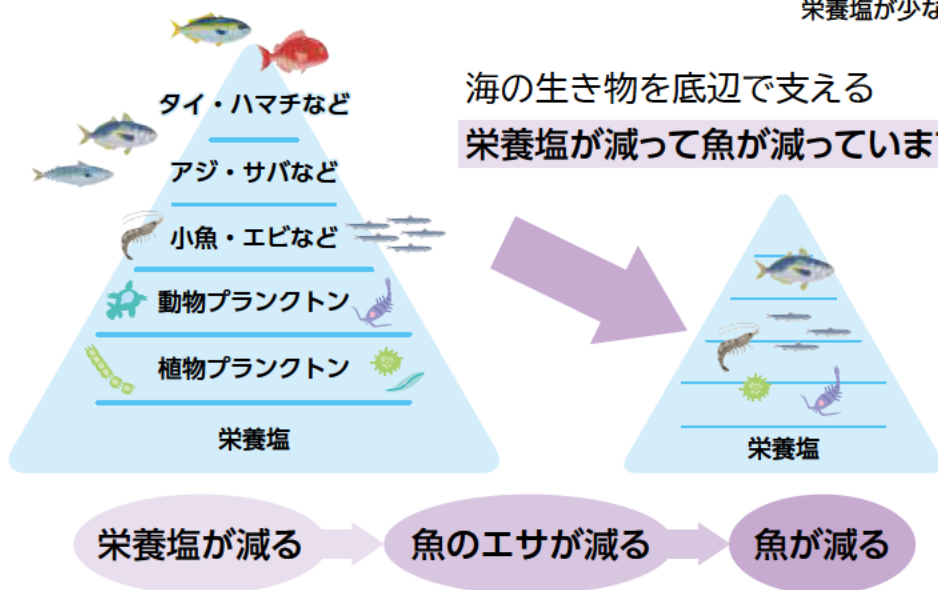 栄養塩が少な
海の生き物を底辺で支える
栄養塩が減って魚が減っていま
タイ・ハマチなど
アジ・サバなど
小魚・エビなど
動物プランクトン
植物プランクトン
栄養塩
栄養塩
栄養塩が減る
魚のエサが減る
魚が減る